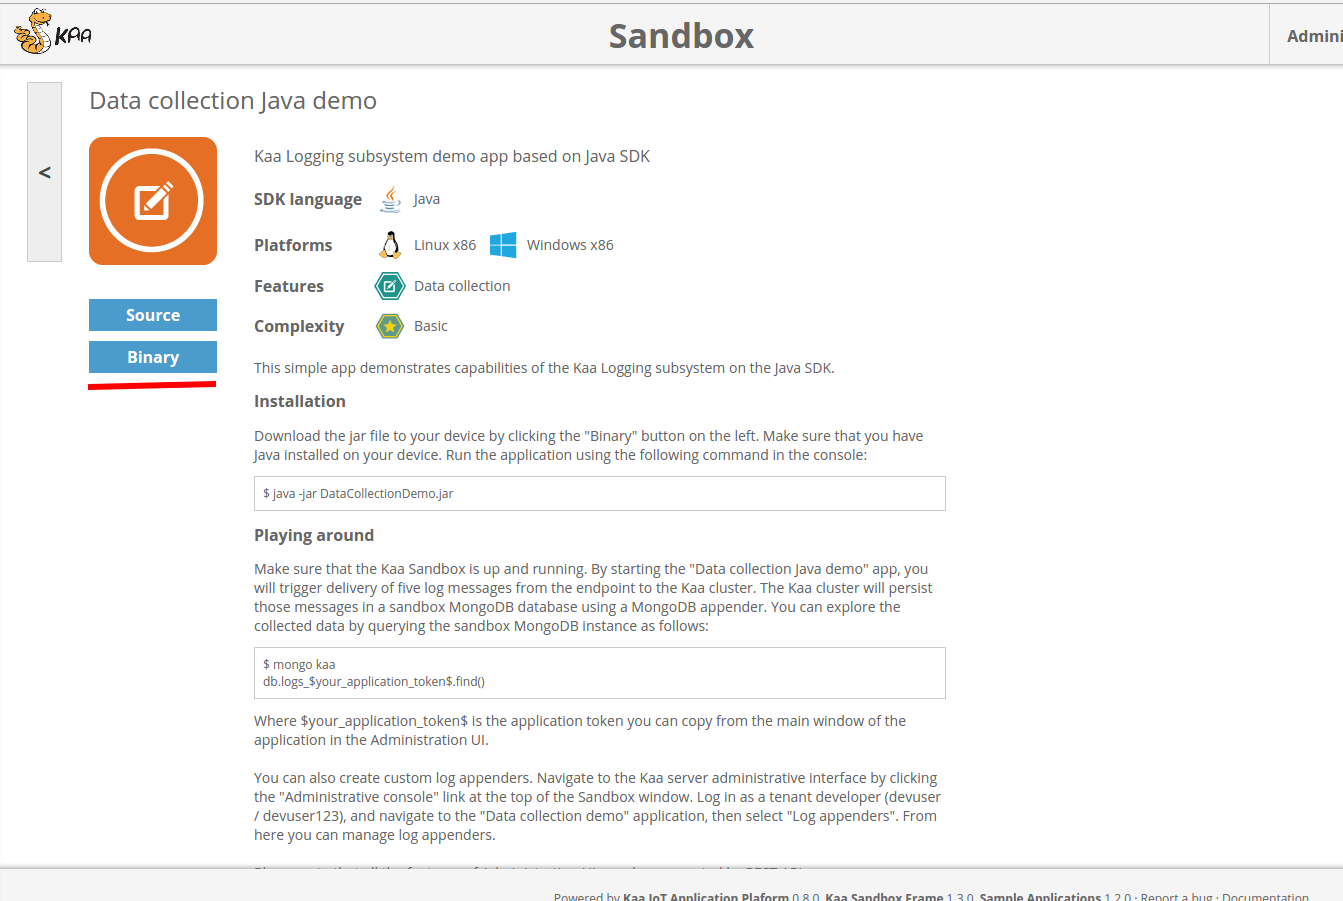 KAA
Sandbox
Admini
<
Data collection Java demo
Kaa Logging subsystem demo app based on Java SDK
SDK language Java
Platforms Linux x86 Windows x86
Features Data collection
Source
Complexity Basic
Binary
This simple app demonstrates capabilities of the Kaa Logging subsystem on the Java SDK.
Installation
Download the jar file to your device by clicking the "Binary" button on the left. Make sure that you have
Java installed on your device. Run the application using the following command in the console:
$ java -jar DataCollectionDemo.jar
Playing around
Make sure that the Kaa Sandbox is up and running. By starting the "Data collection Java demo" app, you
will trigger delivery of five log messages from the endpoint to the Kaa cluster. The Kaa cluster will persist
those messages in a sandbox MongoDB database using a MongoDB appender. You can explore the
collected data by querying the sandbox MongoDB instance as follows:
$ mongo kaa
db.logs_$your_application_token$.find()
Where $your_application_token$ is the application token you can copy from the main window of the
application in the Administration UI.
You can also create custom log appenders. Navigate to the Kaa server administrative interface by clicking
the "Administrative console" link at the top of the Sandbox window. Log in as a tenant developer (devuser
/ devuser123), and navigate to the "Data collection demo" application, then select "Log appenders". From
here you can manage log appenders.
Powered by Kaa IoT Application Plaform 0.8.0, Kaa Sandbox Frame 1.3.0, Sample Applications 1.2.0 · Report a bug · Documentation